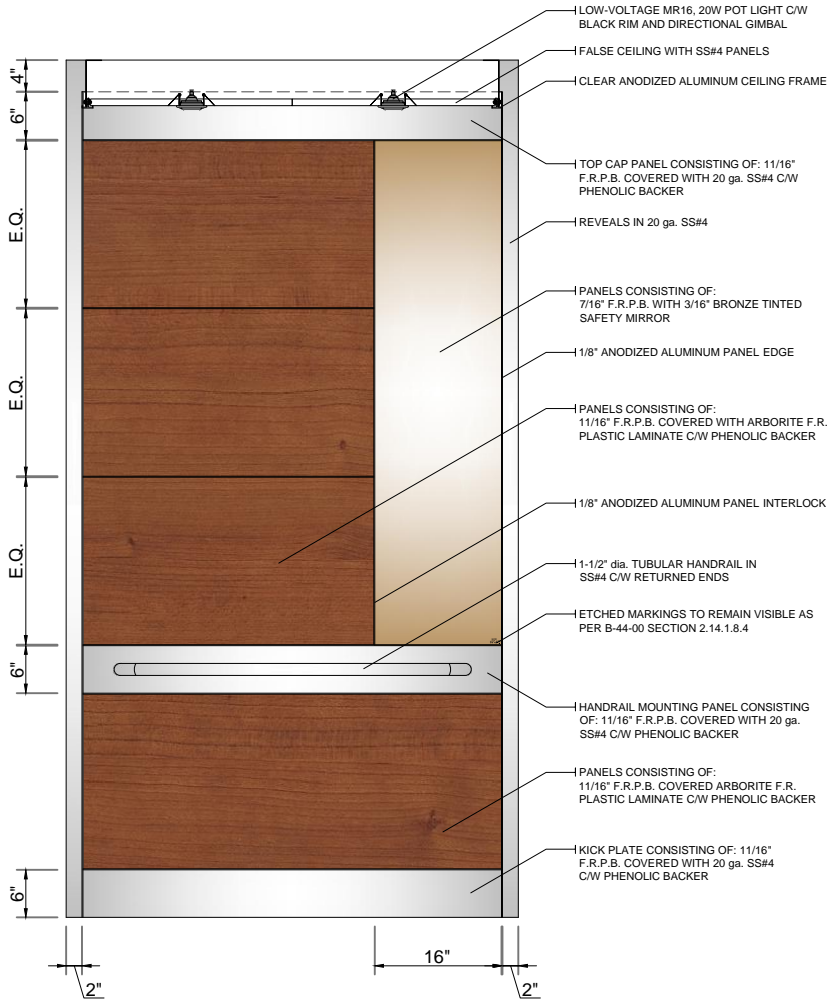 LOW-VOLTAGE MR16, 20W POT LIGHT C/W
BLACK RIM AND DIRECTIONAL GIMBAL
FALSE CEILING WITH SS#4 PANELS
CLEAR ANODIZED ALUMINUM CEILING FRAME
4"
6"
TOP CAP PANEL CONSISTING OF: 11/16"
F.R.P.B. COVERED WITH 20 ga. SS#4 C/W
PHENOLIC BACKER
E.Q.
REVEALS IN 20 ga. SS#4
PANELS CONSISTING OF:
7/16" F.R.P.B. WITH 3/16" BRONZE TINTED
SAFETY MIRROR
1/8" ANODIZED ALUMINUM PANEL EDGE
E.Q.
PANELS CONSISTING OF:
11/16" F.R.P.B. COVERED WITH ARBORITE F.R.
PLASTIC LAMINATE C/W PHENOLIC BACKER
1/8" ANODIZED ALUMINUM PANEL INTERLOCK
E.Q.
1-1/2" dia. TUBULAR HANDRAIL IN
SS#4 C/W RETURNED ENDS
ETCHED MARKINGS TO REMAIN VISIBLE AS
PER B-44-00 SECTION 2.14.1.8.4
6"
HANDRAIL MOUNTING PANEL CONSISTING
OF: 11/16" F.R.P.B. COVERED WITH 20 ga.
SS#4 C/W PHENOLIC BACKER
PANELS CONSISTING OF:
11/16" F.R.P.B. COVERED ARBORITE F.R.
PLASTIC LAMINATE C/W PHENOLIC BACKER
KICK PLATE CONSISTING OF: 11/16"
F.R.P.B. COVERED WITH 20 ga. SS#4
C/W PHENOLIC BACKER
6"
16"
2"
2"